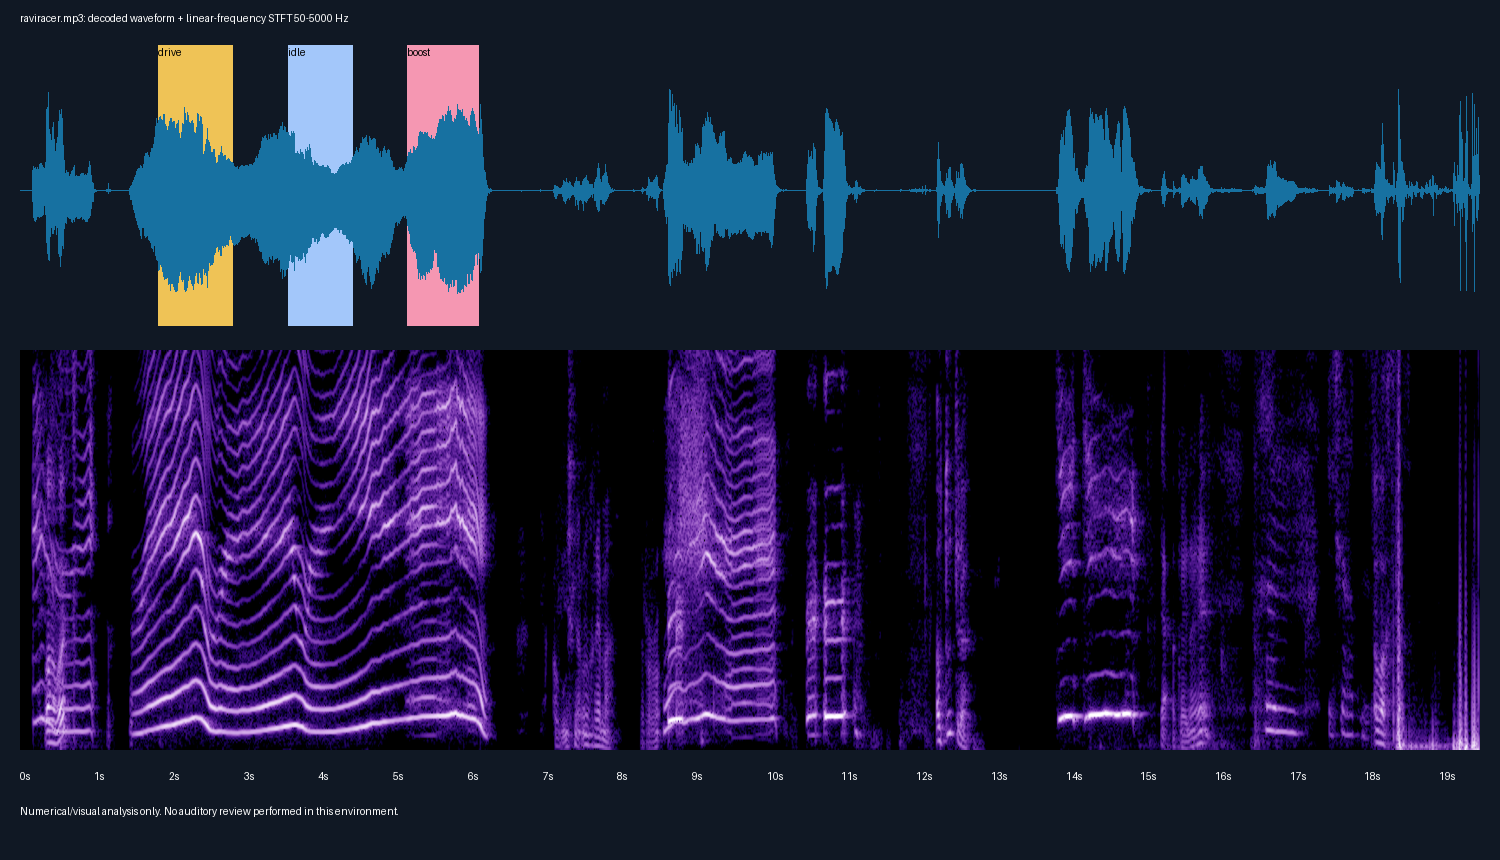 raviracer.mp3: decoded waveform + linear-frequency STFT 50-5000 Hz
drive idle boost
0s 1s 2s 3s 4s 5s 6s 7s 8s 9s 10s 11s 12s 13s 14s 15s 16s 17s 18s 19s
Numerical/visual analysis only. No auditory review performed in this environment.